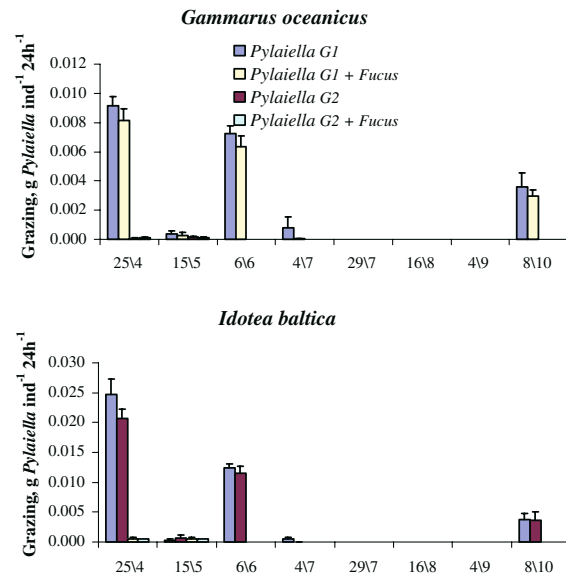 Gammarus oceanicus
Pylaiella G1
Pylaiella G1 + Fucus
Pylaiella G2
Pylaiella G2 + Fucus
Grazing, g Pylaiella ind⁻¹ 24h⁻¹
0.012
0.010
0.008
0.006
0.004
0.002
0.000
25\4 15\5 6\6 4\7 29\7 16\8 4\9 8\10
Idotea baltica
Grazing, g Pylaiella ind⁻¹ 24h⁻¹
0.030
0.025
0.020
0.015
0.010
0.005
0.000
25\4 15\5 6\6 4\7 29\7 16\8 4\9 8\10